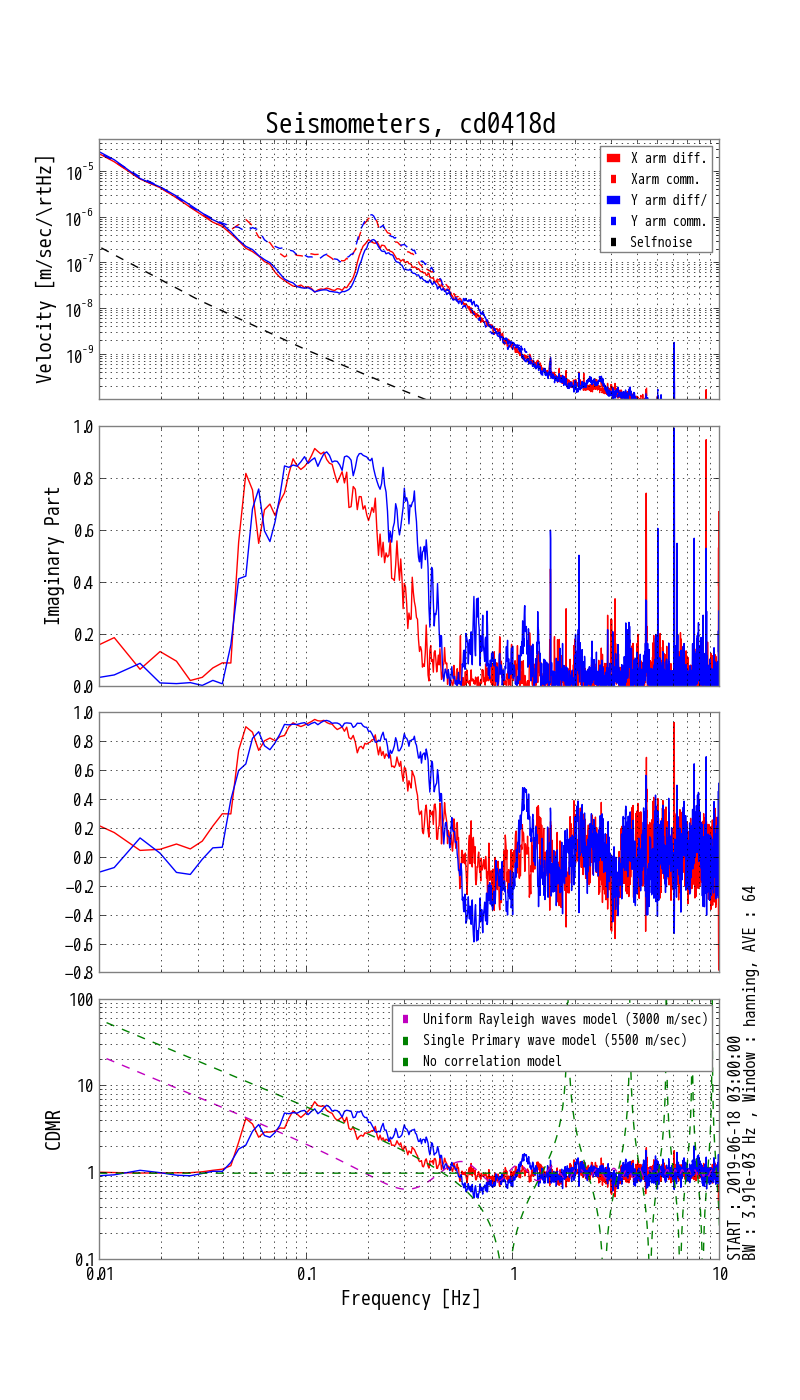 Seismometers, cd0418d
Velocity [m/sec/\rtHz]
10^-5
10^-6
10^-7
10^-8
10^-9
X arm diff.
Xarm comm.
Y arm diff/
Y arm comm.
Selfnoise
Imaginary Part
1.0
0.8
0.6
0.4
0.2
0.0
1.0
0.8
0.6
0.4
0.2
0.0
−0.2
−0.4
−0.6
−0.8
CDMR
100
10
1
0.1
Uniform Rayleigh waves model (3000 m/sec)
Single Primary wave model (5500 m/sec)
No correlation model
0.01
0.1
1
10
Frequency [Hz]
START : 2019-06-18 03:00:00
BW : 3.91e-03 Hz , Window : hanning, AVE : 64